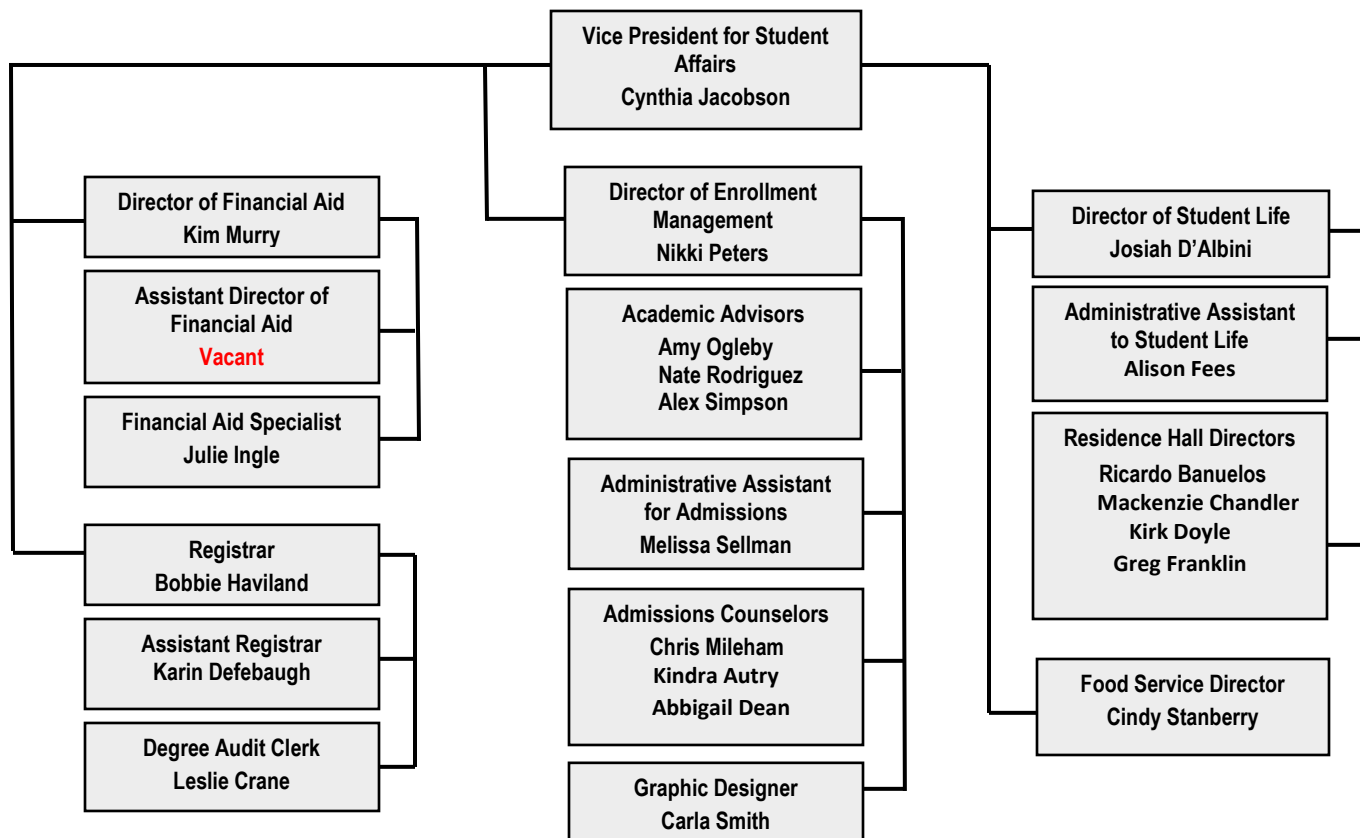 Vice President for Student
Affairs
Cynthia Jacobson
Director of Financial Aid
Kim Murry
Assistant Director of
Financial Aid
Vacant
Financial Aid Specialist
Julie Ingle
Registrar
Bobbie Haviland
Assistant Registrar
Karin Defebaugh
Degree Audit Clerk
Leslie Crane
Director of Enrollment
Management
Nikki Peters
Academic Advisors
Amy Ogleby
Nate Rodriguez
Alex Simpson
Administrative Assistant
for Admissions
Melissa Sellman
Admissions Counselors
Chris Mileham
Kindra Autry
Abbigail Dean
Graphic Designer
Carla Smith
Director of Student Life
Josiah D’Albini
Administrative Assistant
to Student Life
Alison Fees
Residence Hall Directors
Ricardo Banuelos
Mackenzie Chandler
Kirk Doyle
Greg Franklin
Food Service Director
Cindy Stanberry